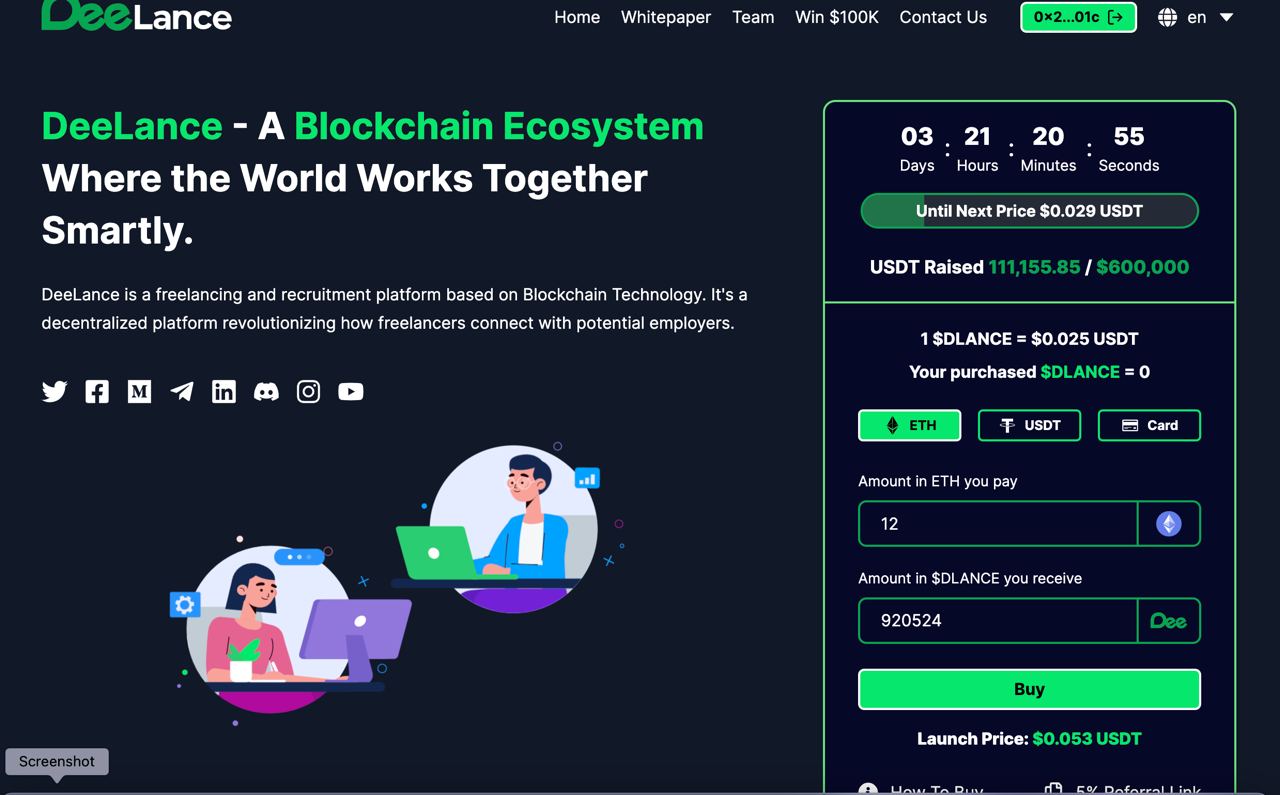 DeeLance
Home Whitepaper Team Win $100K Contact Us 0x2...01c en
DeeLance - A Blockchain Ecosystem
Where the World Works Together
Smartly.
DeeLance is a freelancing and recruitment platform based on Blockchain Technology. It's a
decentralized platform revolutionizing how freelancers connect with potential employers.
M
in
03 : 21 : 20 : 55
Days Hours Minutes Seconds
Until Next Price $0.029 USDT
USDT Raised 111,155.85 / $600,000
1 $DLANCE = $0.025 USDT
Your purchased $DLANCE = 0
ETH USDT Card
Amount in ETH you pay
12
Amount in $DLANCE you receive
920524 Dee
Buy
Launch Price: $0.053 USDT
How To Buy 5% Referral Link
Screenshot